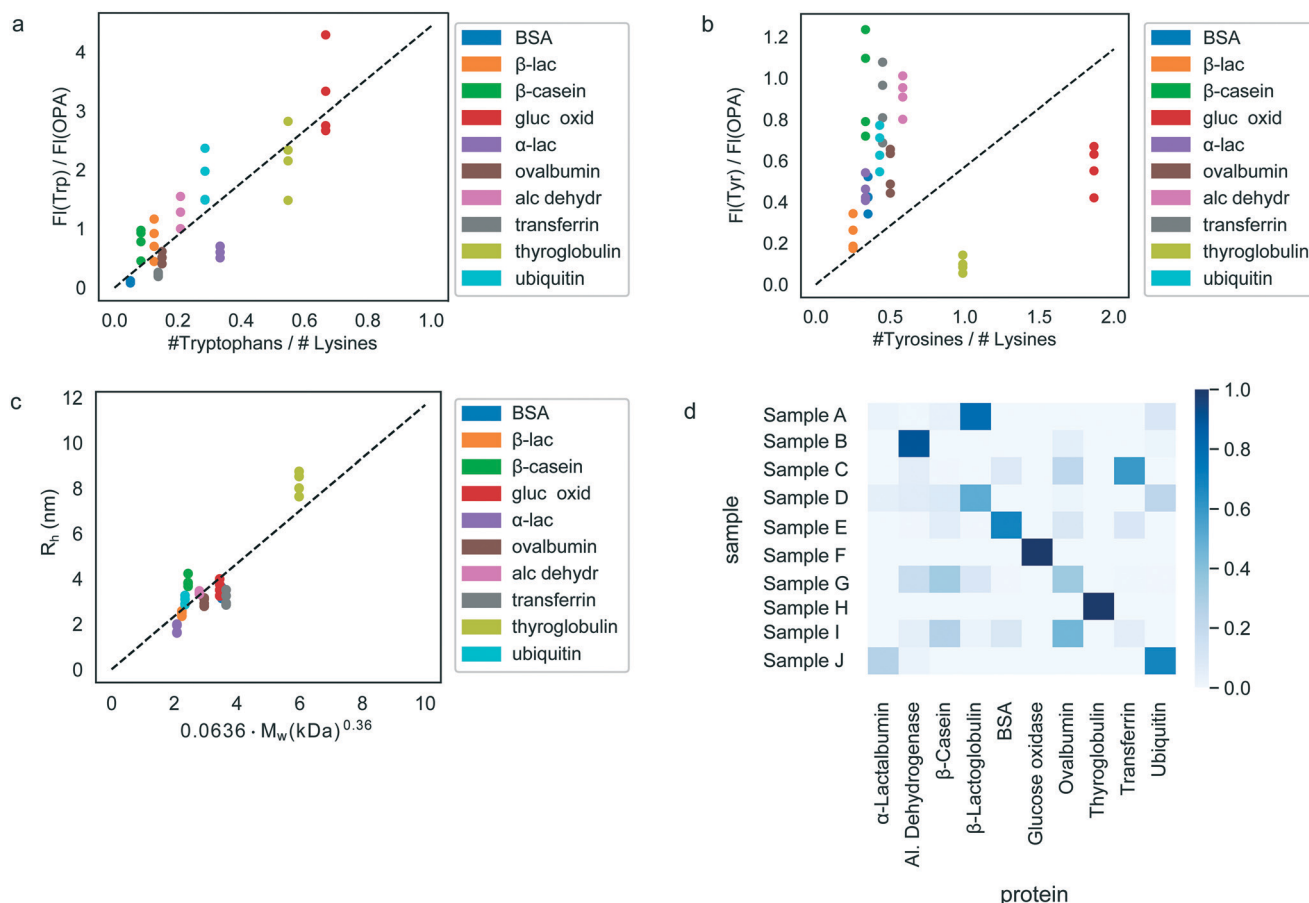 a
FI(Trp) / FI(OPA)
4
3
2
1
0
0.0
0.2
0.4
0.6
0.8
1.0
#Tryptophans / # Lysines
BSA
β-lac
β-casein
gluc oxid
α-lac
ovalbumin
alc dehydr
transferrin
thyroglobulin
ubiquitin
b
FI(Tyr) / FI(OPA)
1.2
1.0
0.8
0.6
0.4
0.2
0.0
0.0
0.5
1.0
1.5
2.0
#Tyrosines / # Lysines
BSA
β-lac
β-casein
gluc oxid
α-lac
ovalbumin
alc dehydr
transferrin
thyroglobulin
ubiquitin
c
Rh (nm)
12
10
8
6
4
2
0
0
2
4
6
8
10
0.0636 · Mw(kDa)^0.36
BSA
β-lac
β-casein
gluc oxid
α-lac
ovalbumin
alc dehydr
transferrin
thyroglobulin
ubiquitin
d
sample
Sample A
Sample B
Sample C
Sample D
Sample E
Sample F
Sample G
Sample H
Sample I
Sample J
α-Lactalbumin
Al. Dehydrogenase
β-Casein
β-Lactoglobulin
BSA
Glucose oxidase
Ovalbumin
Thyroglobulin
Transferrin
Ubiquitin
protein
1.0
0.8
0.6
0.4
0.2
0.0